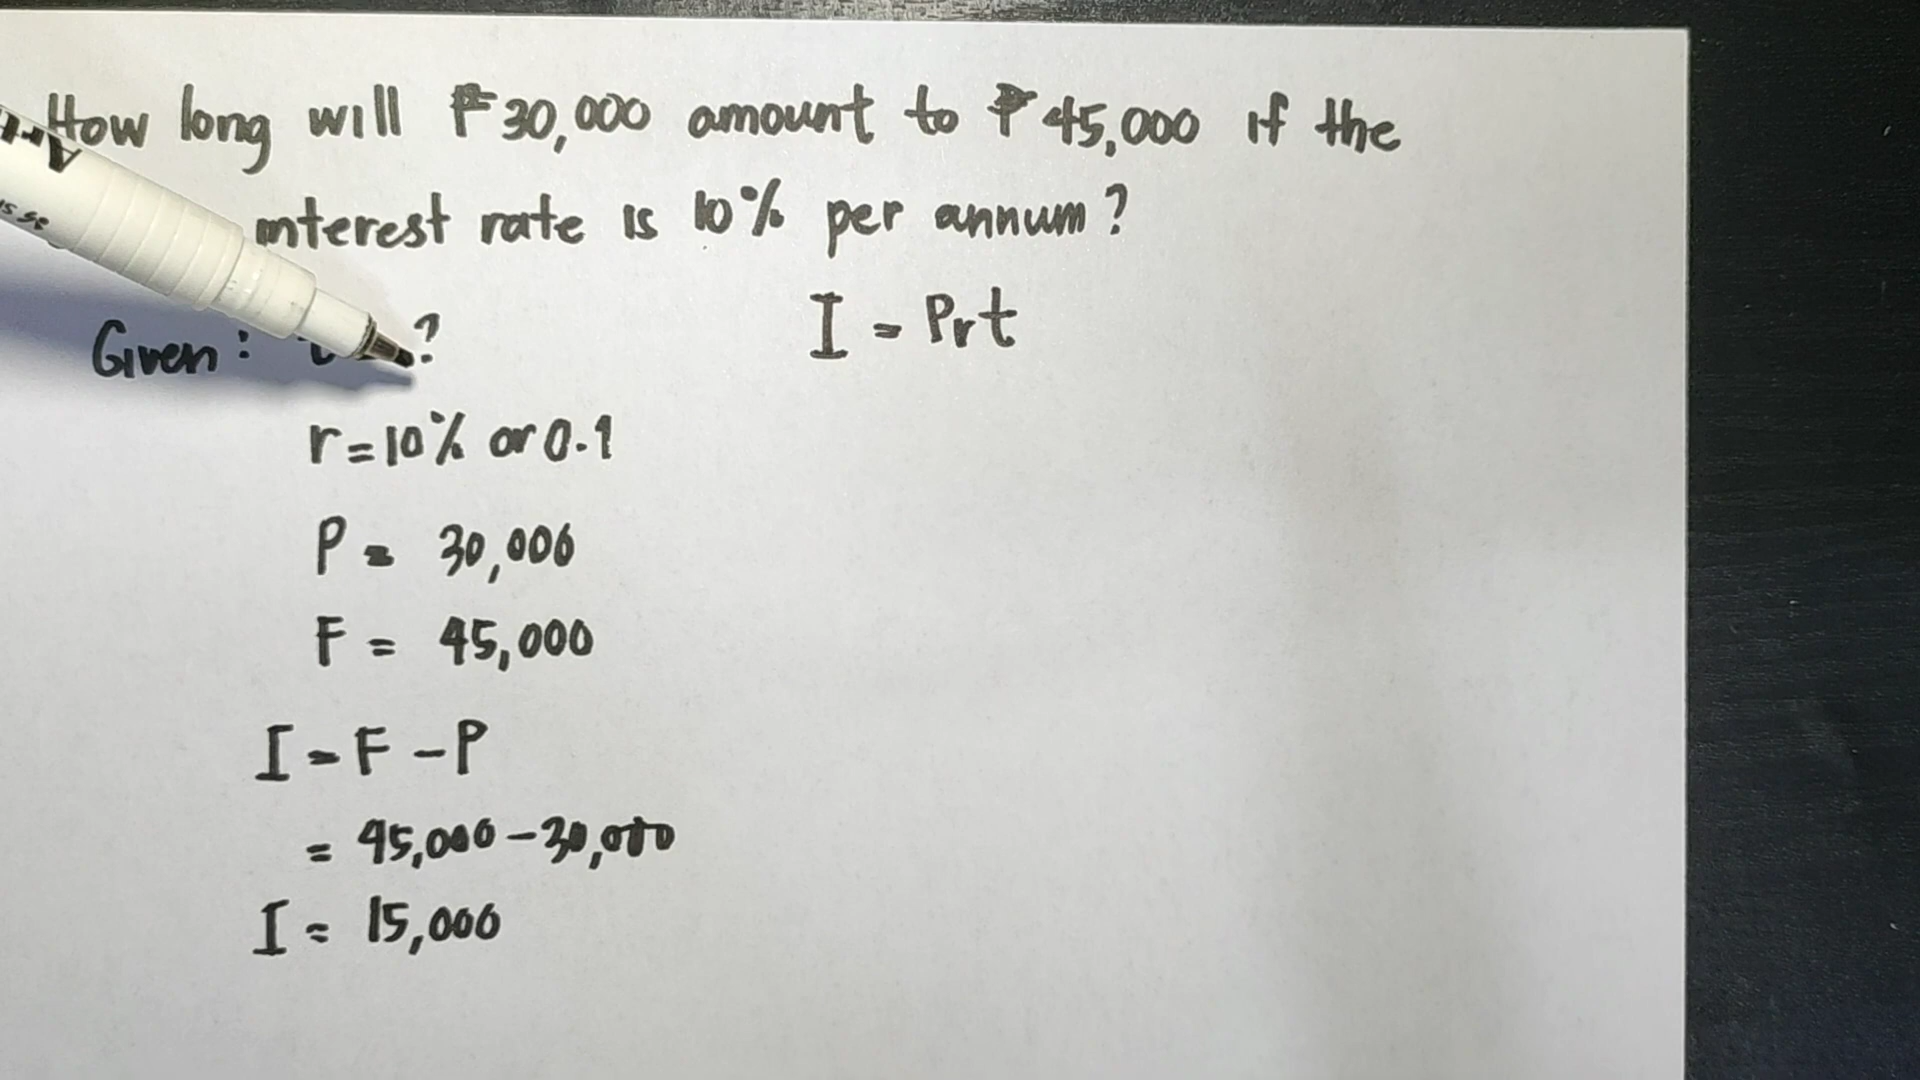 How long will ₱30,000 amount to ₱45,000 if the
interest rate is 10% per annum?
Given: ?
I = Prt
r = 10% or 0.1
P = 30,000
F = 45,000
I = F - P
= 45,000 - 30,000
I = 15,000